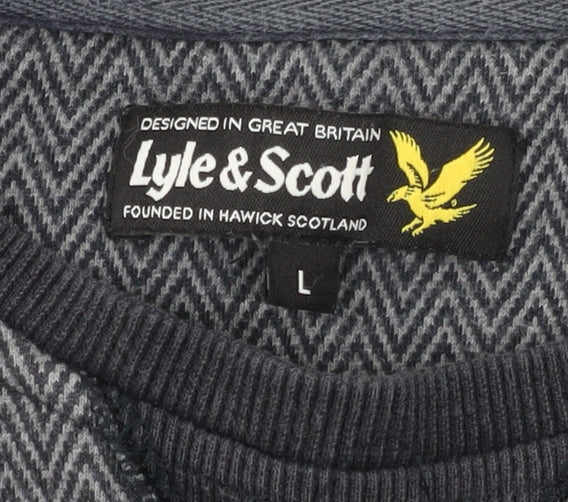 DESIGNED IN GREAT BRITAIN
Lyle & Scott
FOUNDED IN HAWICK SCOTLAND
L